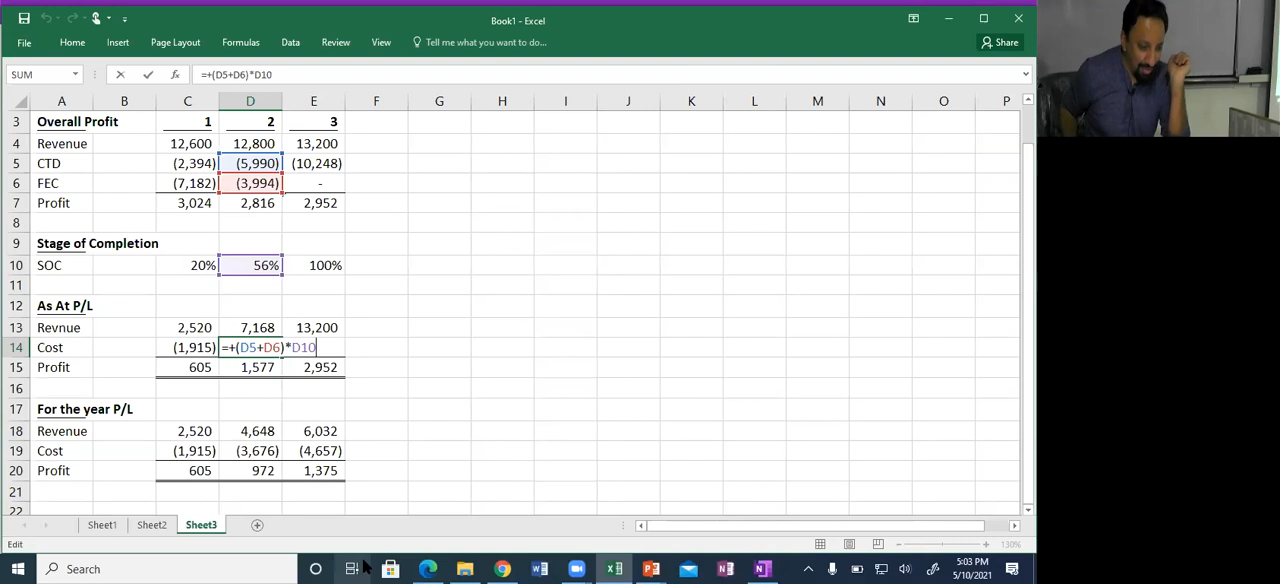 Book1 - Excel
File Home Insert Page Layout Formulas Data Review View Tell me what you want to do... Share
SUM fx =+(D5+D6)*D10
A B C D E F G H I J K L M N O P
3 Overall Profit 1 2 3
4 Revenue 12,600 12,800 13,200
5 CTD (2,394) (5,990) (10,248)
6 FEC (7,182) (3,994) -
7 Profit 3,024 2,816 2,952
8
9 Stage of Completion
10 SOC 20% 56% 100%
11
12 As At P/L
13 Revnue 2,520 7,168 13,200
14 Cost (1,915) =+(D5+D6)*D10
15 Profit 605 1,577 2,952
16
17 For the year P/L
18 Revenue 2,520 4,648 6,032
19 Cost (1,915) (3,676) (4,657)
20 Profit 605 972 1,375
21
22
Sheet1 Sheet2 Sheet3
Edit 130%
Search 5:03 PM
5/10/2021